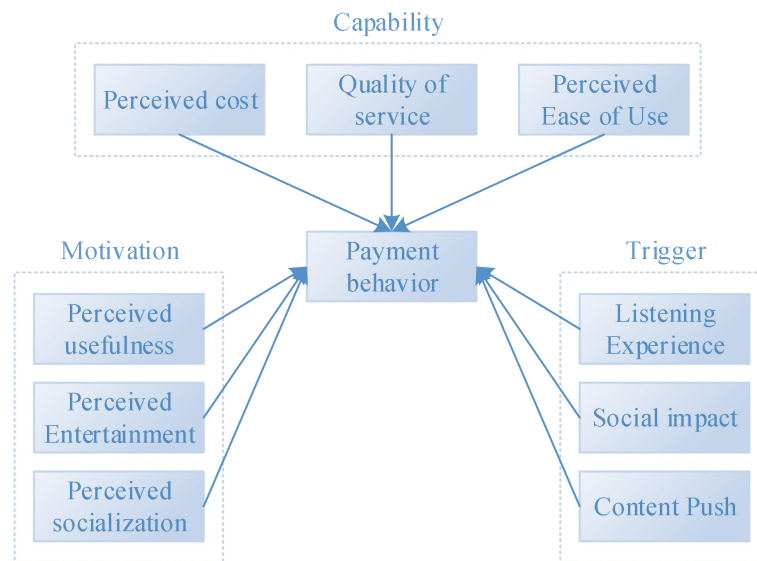 Capability
Perceived cost
Quality of
service
Perceived
Ease of Use
Payment
behavior
Motivation
Perceived
usefulness
Perceived
Entertainment
Perceived
socialization
Trigger
Listening
Experience
Social impact
Content Push